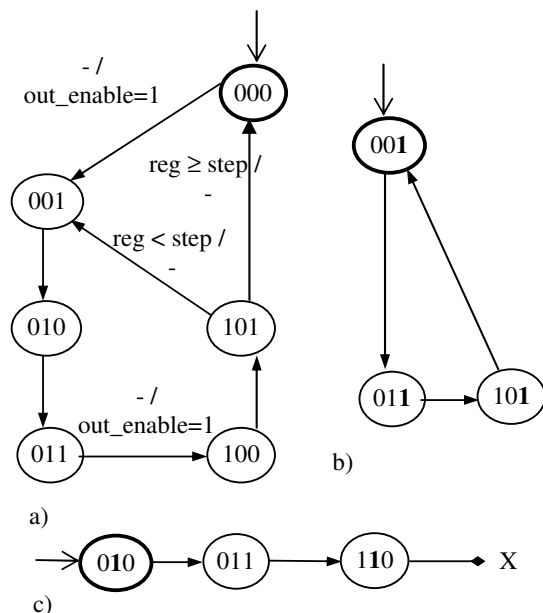 - /
out_enable=1
000
reg ≥ step /
-
001
reg < step /
-
010
101
- /
out_enable=1
011
100
a)
001
011
101
b)
010
011
110
X
c)